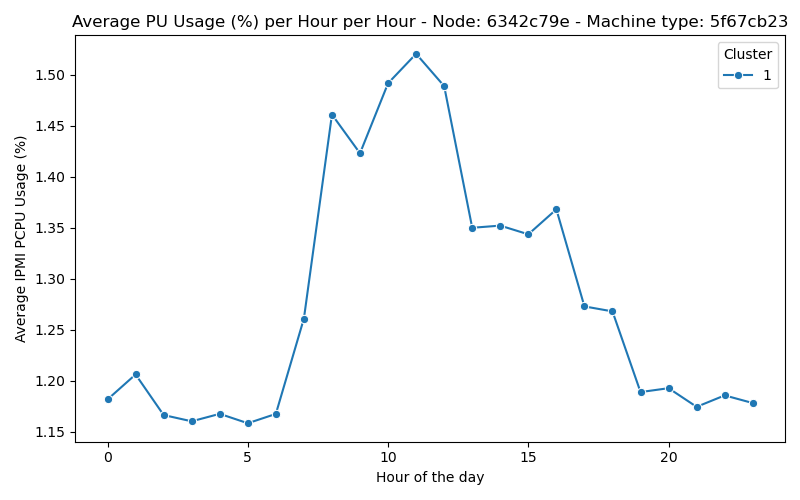 Average PU Usage (%) per Hour per Hour - Node: 6342c79e - Machine type: 5f67cb23
Cluster
1
Average IPMI PCPU Usage (%)
1.50
1.45
1.40
1.35
1.30
1.25
1.20
1.15
0 5 10 15 20
Hour of the day